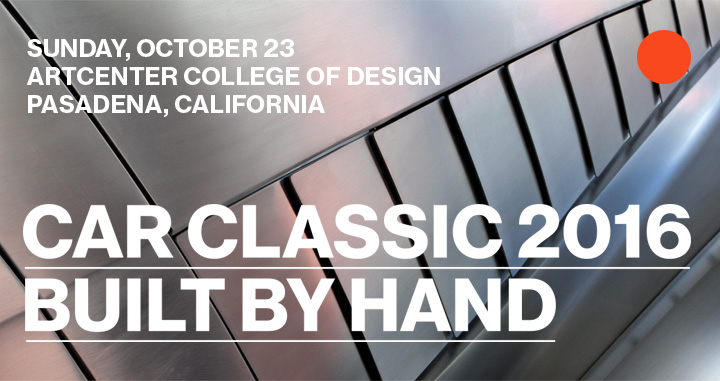 SUNDAY, OCTOBER 23
ARTCENTER COLLEGE OF DESIGN
PASADENA, CALIFORNIA
CAR CLASSIC 2016
BUILT BY HAND